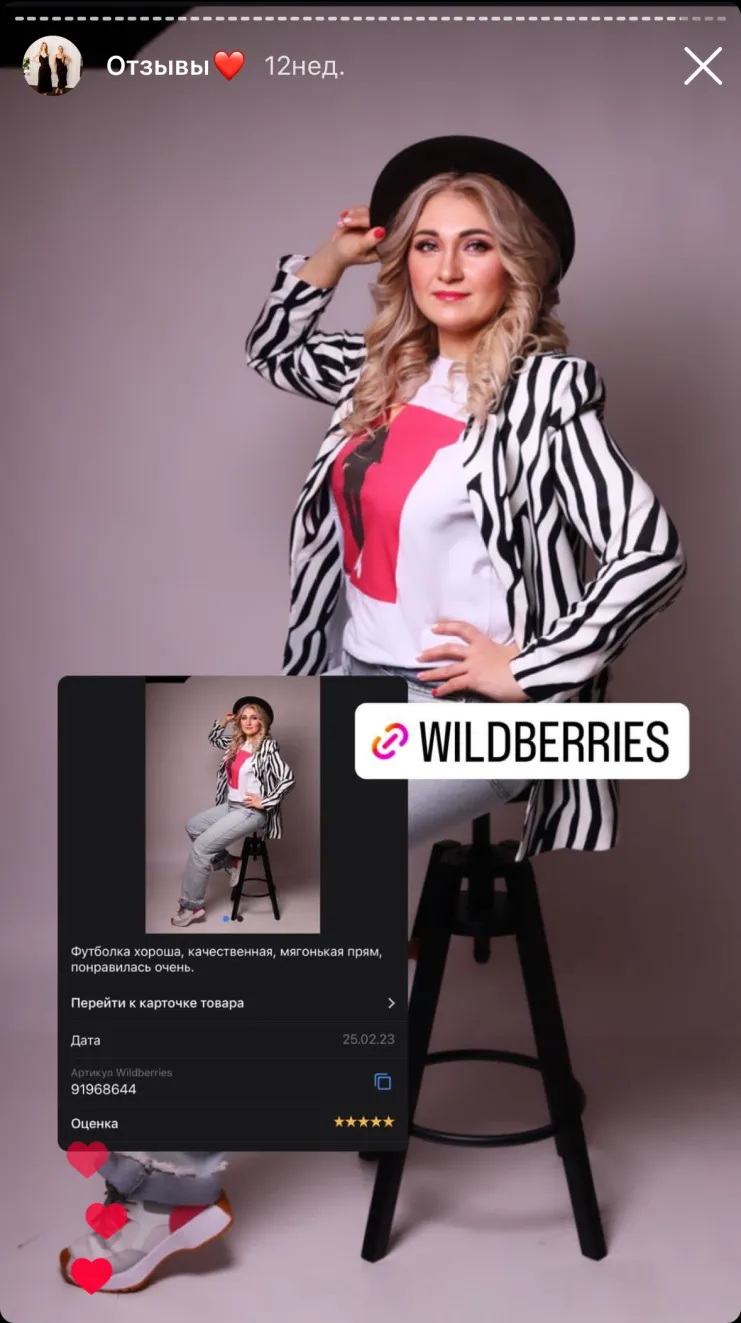 Отзывы❤️ 12нед.
WILDBERRIES
Футболка хороша, качественная, мягонькая прям,
понравилась очень.
Перейти к карточке товара
Дата 25.02.23
Артикул Wildberries
91968644
Оценка ★★★★★